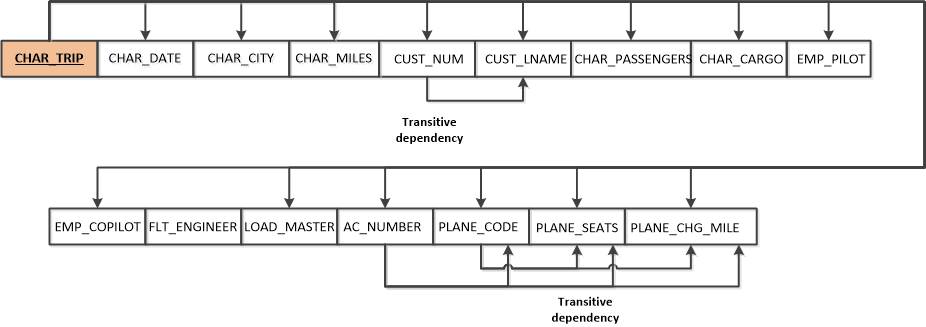 CHAR_TRIP CHAR_DATE CHAR_CITY CHAR_MILES CUST_NUM CUST_LNAME CHAR_PASSENGERS CHAR_CARGO EMP_PILOT
Transitive
dependency
EMP_COPILOT FLT_ENGINEER LOAD_MASTER AC_NUMBER PLANE_CODE PLANE_SEATS PLANE_CHG_MILE
Transitive
dependency